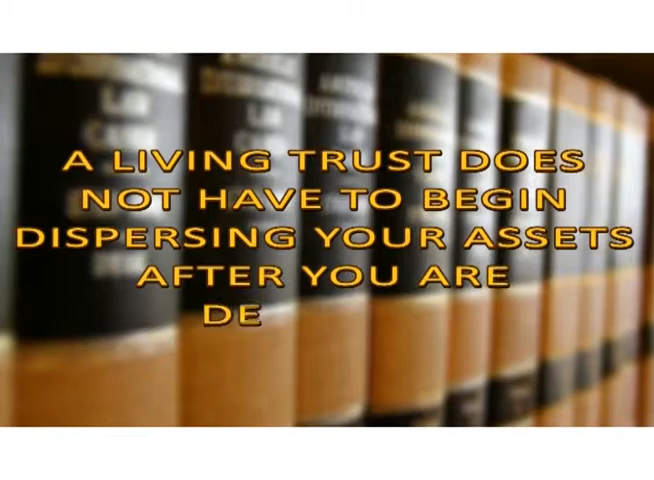 A LIVING TRUST DOES
NOT HAVE TO BEGIN
DISPERSING YOUR ASSETS
AFTER YOU ARE
DE